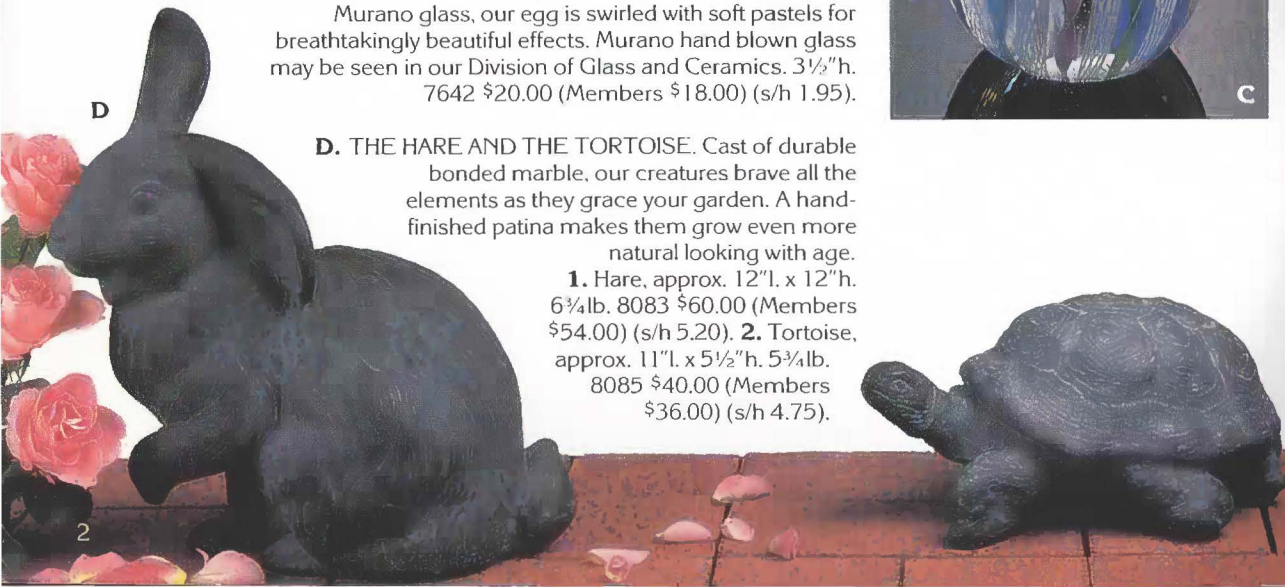 Murano glass, our egg is swirled with soft pastels for
breathtakingly beautiful effects. Murano hand blown glass
may be seen in our Division of Glass and Ceramics. 3½"h.
7642 $20.00 (Members $18.00) (s/h 1.95).
C
D
D. THE HARE AND THE TORTOISE. Cast of durable
bonded marble, our creatures brave all the
elements as they grace your garden. A hand-
finished patina makes them grow even more
natural looking with age.
1. Hare, approx. 12"l. x 12"h.
6¾lb. 8083 $60.00 (Members
$54.00) (s/h 5.20). 2. Tortoise,
approx. 11"l. x 5½"h. 5¾lb.
8085 $40.00 (Members
$36.00) (s/h 4.75).
2